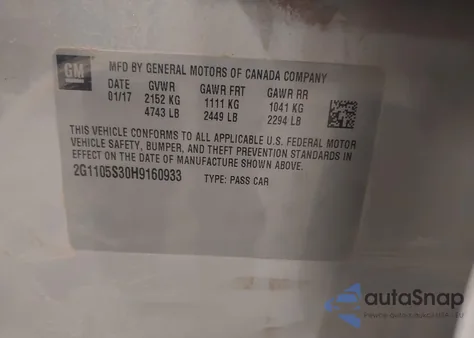 GM
MFD BY GENERAL MOTORS OF CANADA COMPANY
DATE GVWR GAWR FRT GAWR RR
01/17 2152 KG 1111 KG 1041 KG
4743 LB 2449 LB 2294 LB
THIS VEHICLE CONFORMS TO ALL APPLICABLE U.S. FEDERAL MOTOR
VEHICLE SAFETY, BUMPER, AND THEFT PREVENTION STANDARDS IN
EFFECT ON THE DATE OF MANUFACTURE SHOWN ABOVE.
2G1105S30H9160933 TYPE: PASS CAR
autaSnap